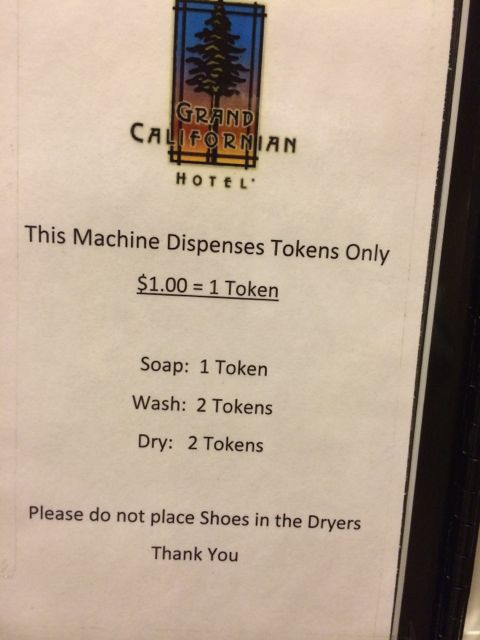 GRAND
CALIFORNIAN
HOTEL
This Machine Dispenses Tokens Only
$1.00 = 1 Token
Soap: 1 Token
Wash: 2 Tokens
Dry: 2 Tokens
Please do not place Shoes in the Dryers
Thank You